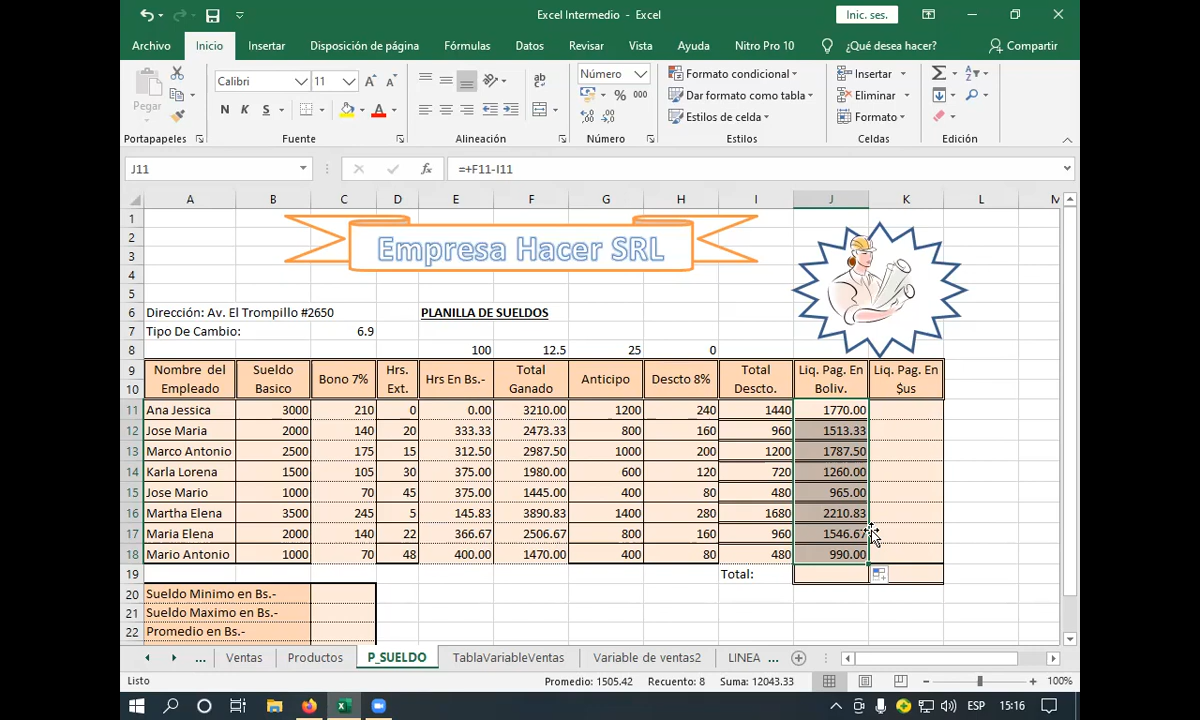 Excel Intermedio - Excel
Inic. ses.
Archivo Inicio Insertar Disposición de página Fórmulas Datos Revisar Vista Ayuda Nitro Pro 10 ¿Qué desea hacer? Compartir
Pegar
Calibri 11
N K S
Número
% 000
Formato condicional
Dar formato como tabla
Estilos de celda
Insertar
Eliminar
Formato
Portapapeles Fuente Alineación Número Estilos Celdas Edición
J11 fx =+F11-I11
A B C D E F G H I J K L M
1
2 Empresa Hacer SRL
3
4
5
6 Dirección: Av. El Trompillo #2650 PLANILLA DE SUELDOS
7 Tipo De Cambio: 6.9
8 100 12.5 25 0
9 Nombre del Sueldo Bono 7% Hrs. Hrs En Bs.- Total Anticipo Descto 8% Total Liq. Pag. En Liq. Pag. En
10 Empleado Basico Ext. Ganado Descto. Boliv. $us
11 Ana Jessica 3000 210 0 0.00 3210.00 1200 240 1440 1770.00
12 Jose Maria 2000 140 20 333.33 2473.33 800 160 960 1513.33
13 Marco Antonio 2500 175 15 312.50 2987.50 1000 200 1200 1787.50
14 Karla Lorena 1500 105 30 375.00 1980.00 600 120 720 1260.00
15 Jose Mario 1000 70 45 375.00 1445.00 400 80 480 965.00
16 Martha Elena 3500 245 5 145.83 3890.83 1400 280 1680 2210.83
17 Maria Elena 2000 140 22 366.67 2506.67 800 160 960 1546.67
18 Mario Antonio 1000 70 48 400.00 1470.00 400 80 480 990.00
19 Total:
20 Sueldo Minimo en Bs.-
21 Sueldo Maximo en Bs.-
22 Promedio en Bs.-
... Ventas Productos P_SUELDO TablaVariableVentas Variable de ventas2 LINEA ...
Listo Promedio: 1505.42 Recuento: 8 Suma: 12043.33 100%
ESP 15:16